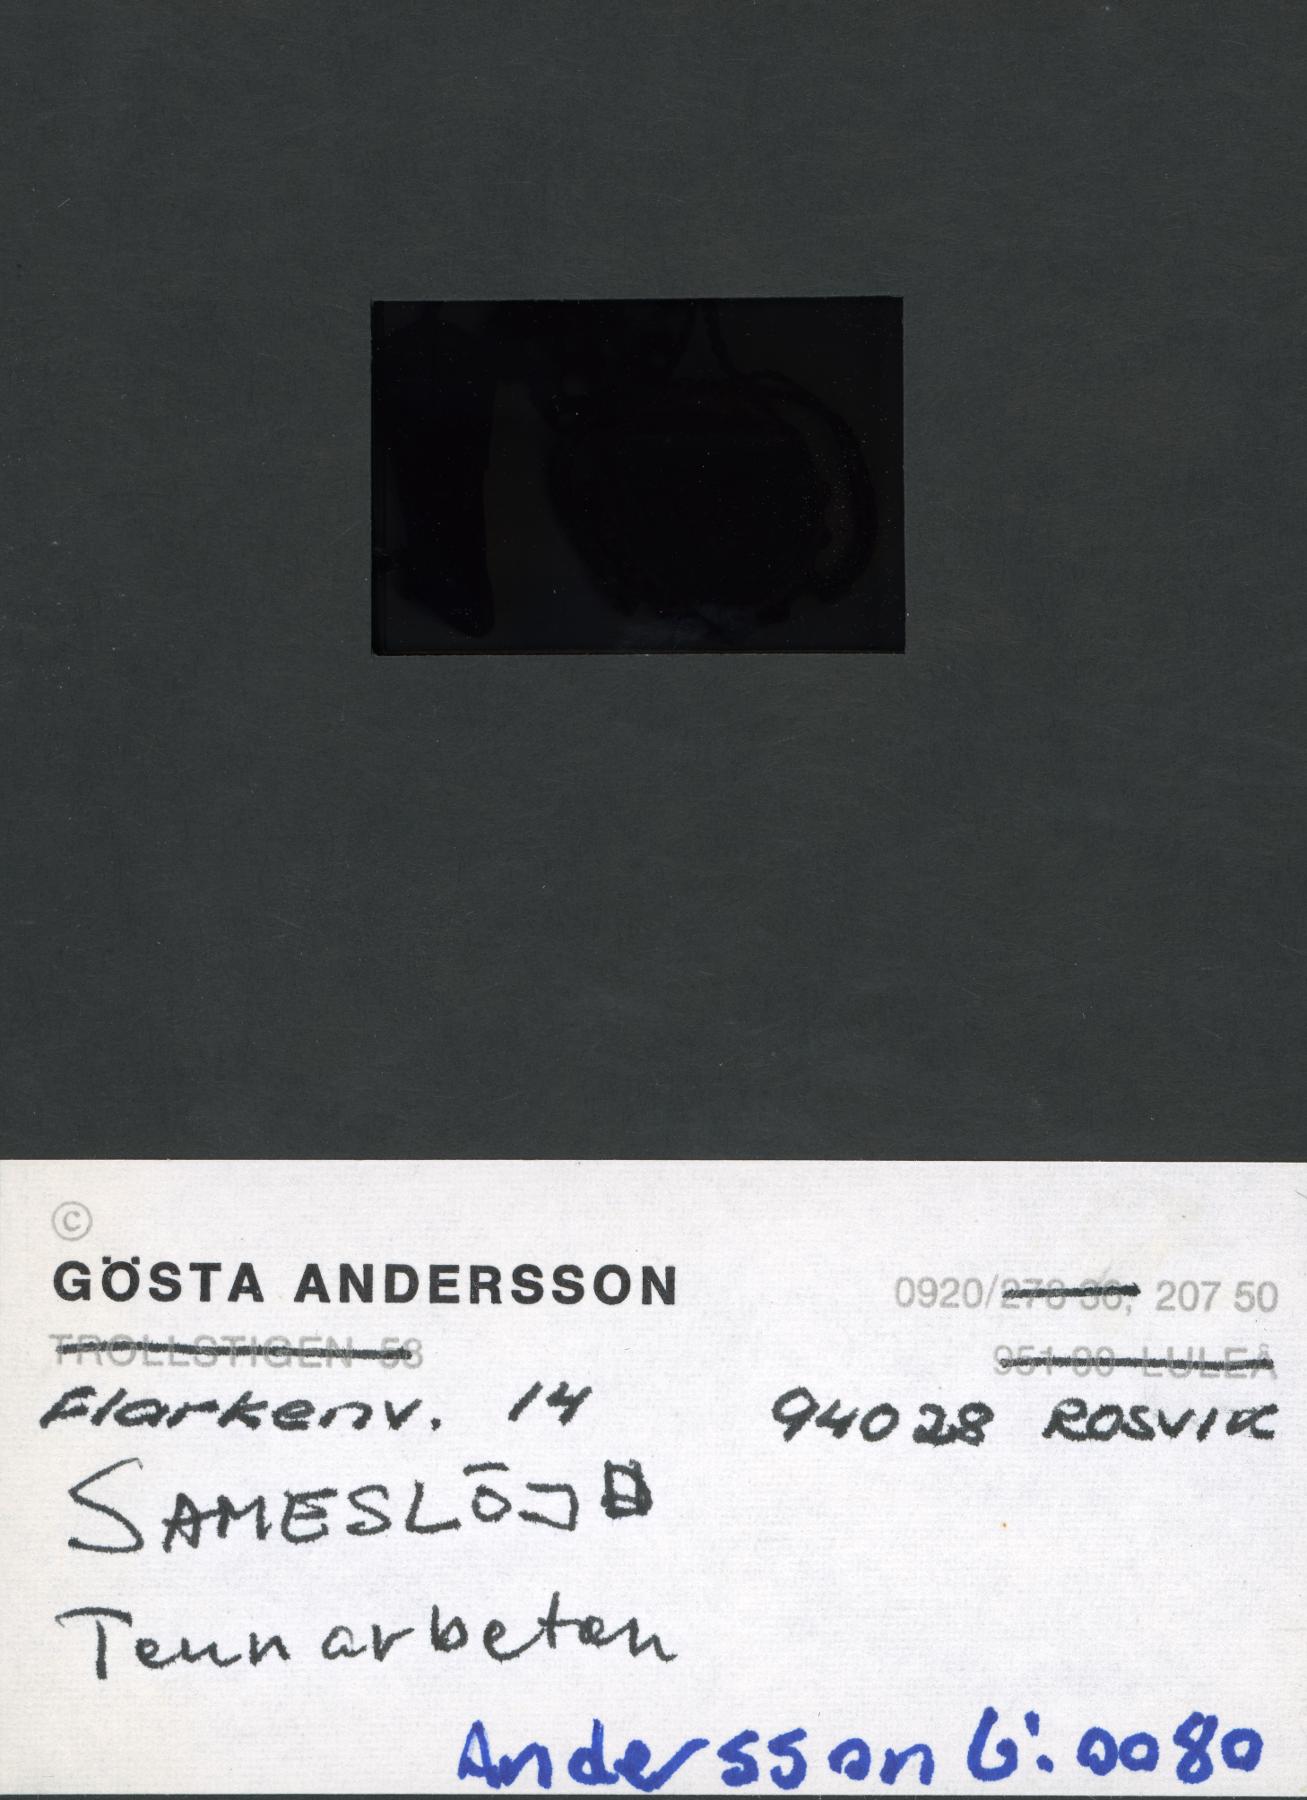 ©
GÖSTA ANDERSSON 0920/278 36, 207 50
TROLLSTIGEN 58 951 00 LULEÅ
Flarkenv. 14 94028 ROSVIK
SAMESLÖJD
Tennarbeten
Andersson G:0080